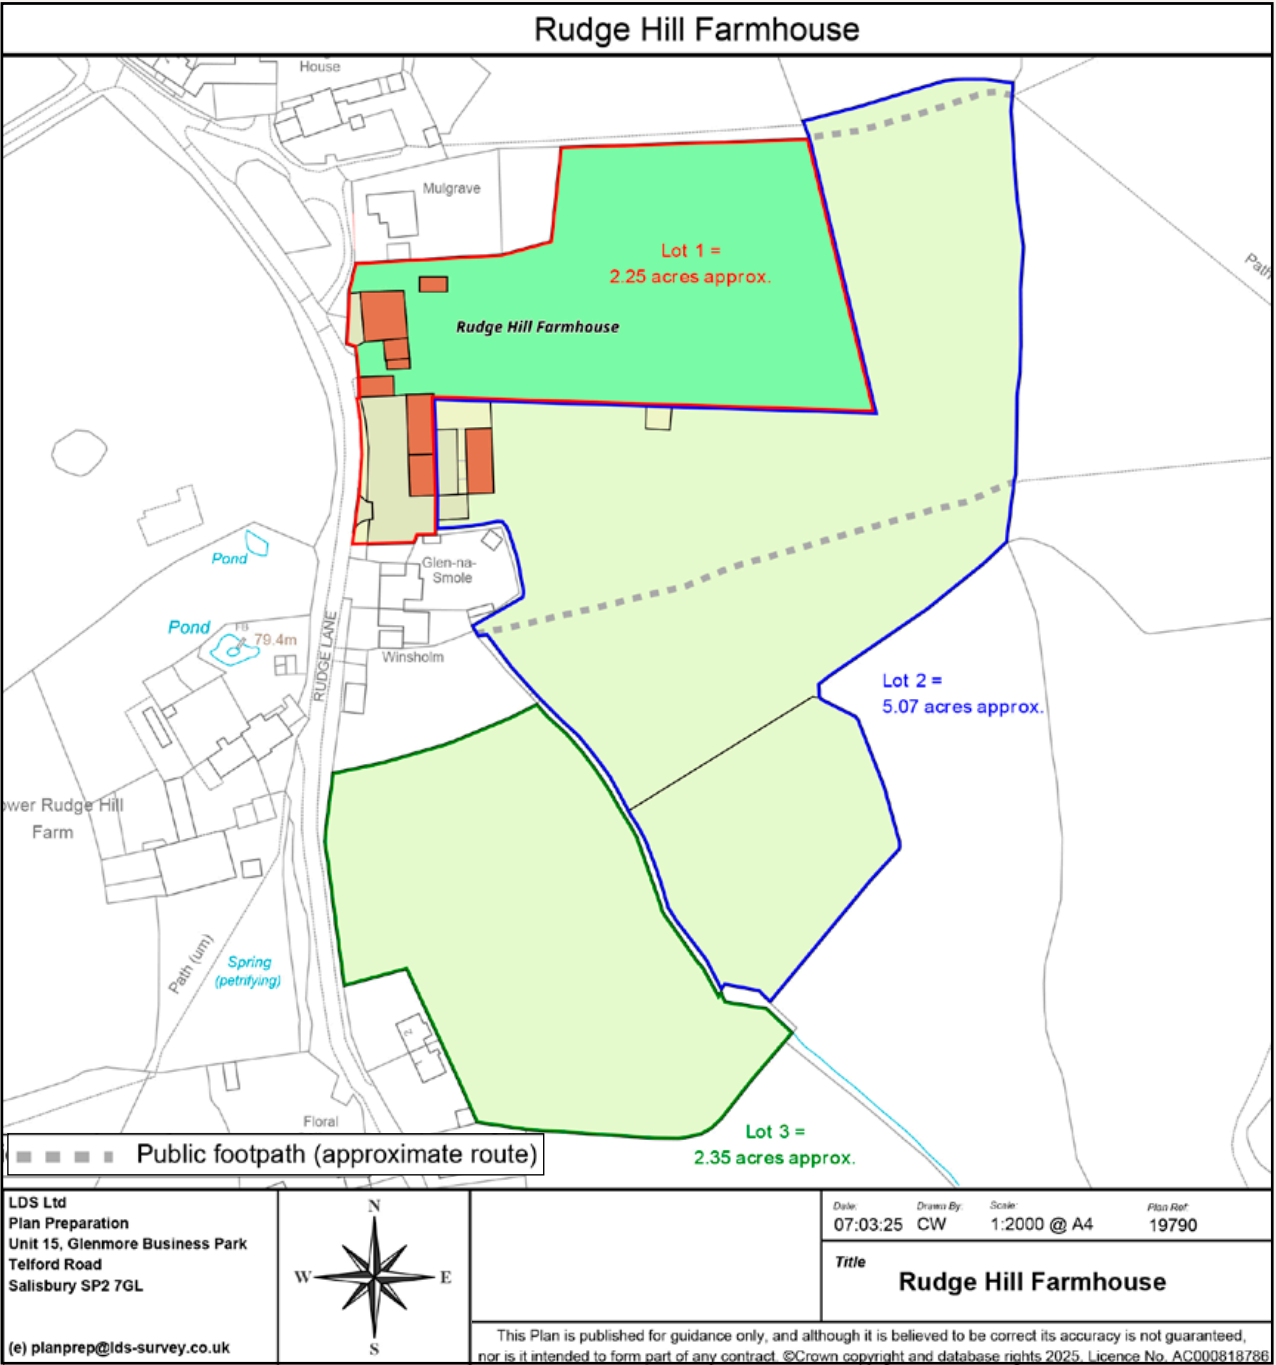 Rudge Hill Farmhouse
House
Mulgrave
Lot 1 =
2.25 acres approx.
Path
Rudge Hill Farmhouse
Pond
Glen-na-
Smole
Pond
79.4m
RUDGE LANE
Winsholm
Lot 2 =
5.07 acres approx.
ower Rudge Hill
Farm
Path (um)
Spring
(petrifying)
Floral
Lot 3 =
2.35 acres approx.
Public footpath (approximate route)
LDS Ltd
Plan Preparation
Unit 15, Glenmore Business Park
Telford Road
Salisbury SP2 7GL
(e) planprep@lds-survey.co.uk
N
W E
S
Date: Drawn By: Scale: Plan Ref:
07:03:25 CW 1:2000 @ A4 19790
Title
Rudge Hill Farmhouse
This Plan is published for guidance only, and although it is believed to be correct its accuracy is not guaranteed,
nor is it intended to form part of any contract. ©Crown copyright and database rights 2025. Licence No. AC000818786